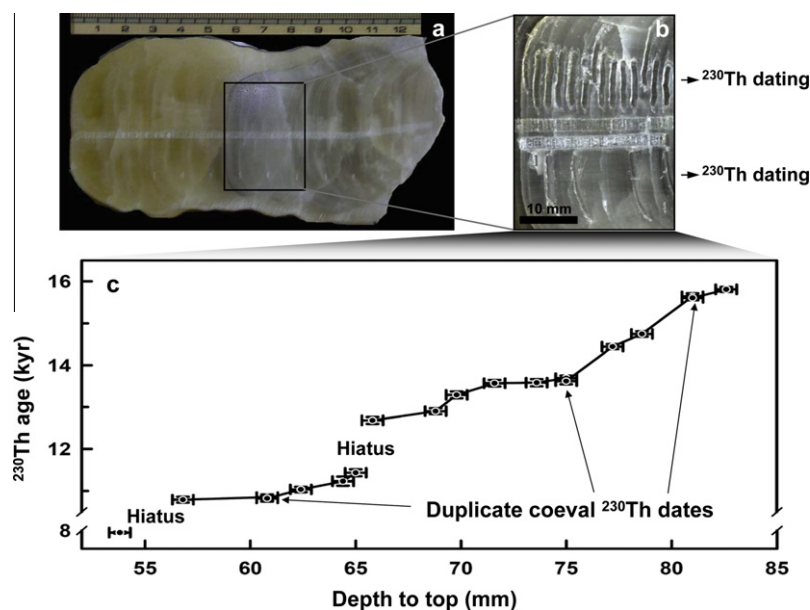 1 2 3 4 5 6 7 8 9 10 11 12
a
b
²³⁰Th dating
²³⁰Th dating
10 mm
c
²³⁰Th age (kyr)
16
14
12
8
Hiatus
Hiatus
Duplicate coeval ²³⁰Th dates
55 60 65 70 75 80 85
Depth to top (mm)